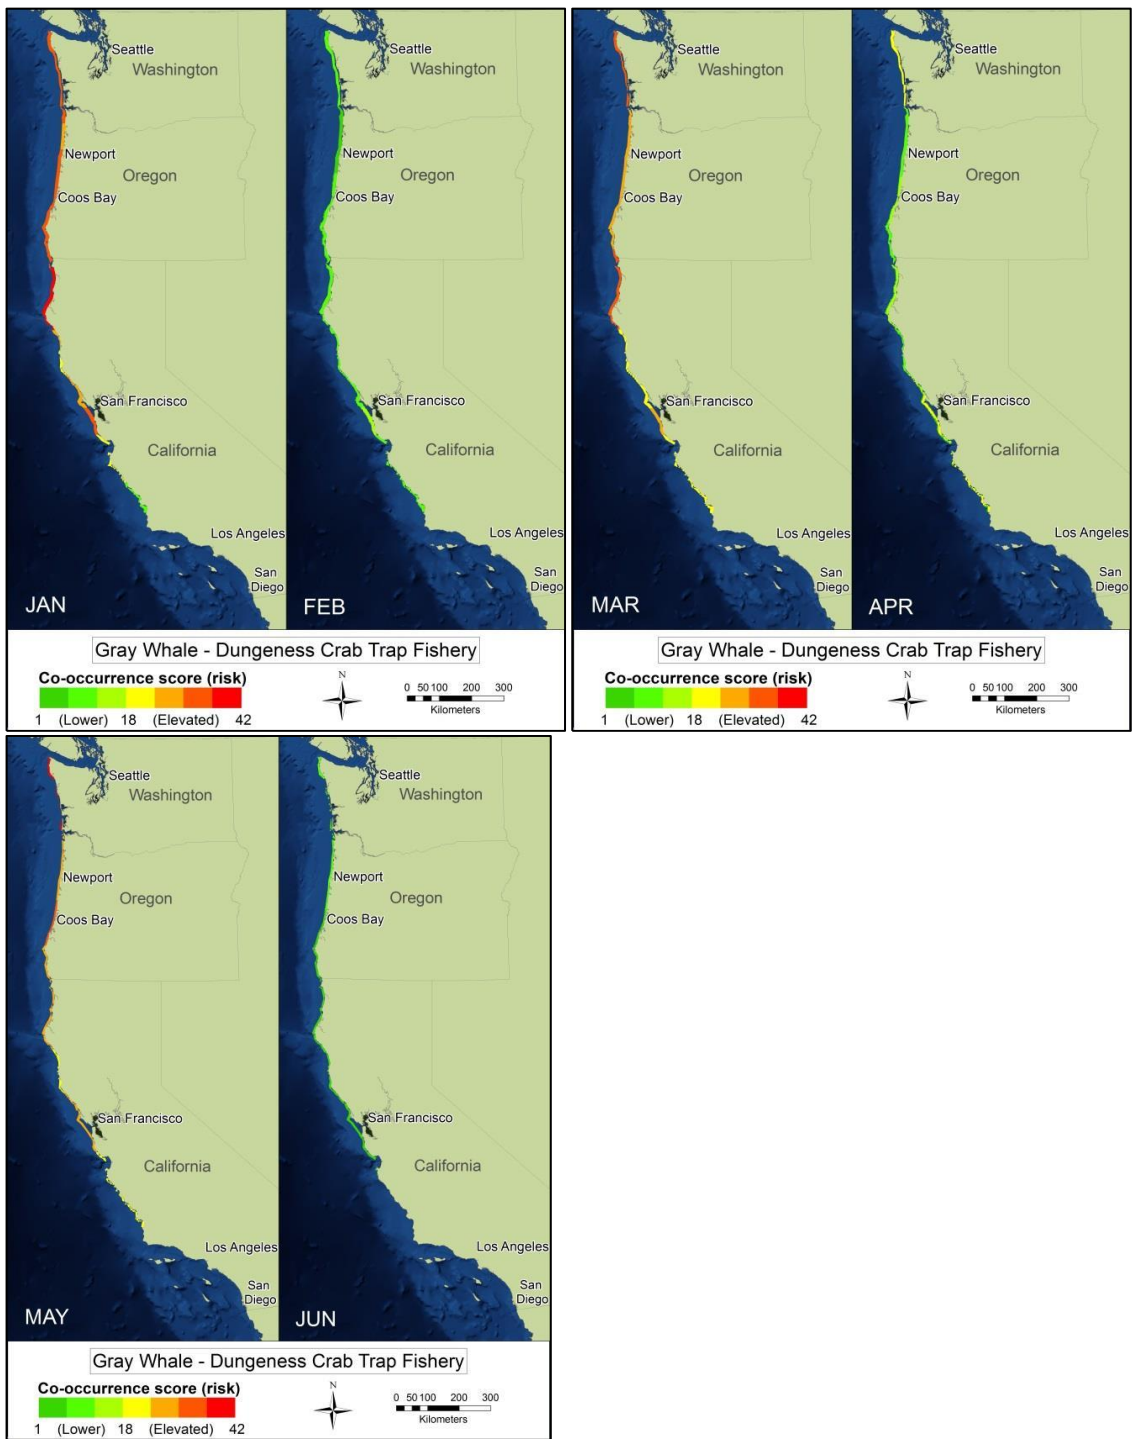 Seattle
Washington
Newport
Oregon
Coos Bay
San Francisco
California
Los Angeles
San
Diego
JAN
Seattle
Washington
Newport
Oregon
Coos Bay
San Francisco
California
Los Angeles
San
Diego
FEB
Gray Whale - Dungeness Crab Trap Fishery
Co-occurrence score (risk)
1 (Lower) 18 (Elevated) 42
N
0 50 100 200 300
Kilometers
Seattle
Washington
Newport
Oregon
Coos Bay
San Francisco
California
Los Angeles
San
Diego
MAR
Seattle
Washington
Newport
Oregon
Coos Bay
San Francisco
California
Los Angeles
San
Diego
APR
Gray Whale - Dungeness Crab Trap Fishery
Co-occurrence score (risk)
1 (Lower) 18 (Elevated) 42
N
0 50 100 200 300
Kilometers
Seattle
Washington
Newport
Oregon
Coos Bay
San Francisco
California
Los Angeles
San
Diego
MAY
Seattle
Washington
Newport
Oregon
Coos Bay
San Francisco
California
Los Angeles
San
Diego
JUN
Gray Whale - Dungeness Crab Trap Fishery
Co-occurrence score (risk)
1 (Lower) 18 (Elevated) 42
N
0 50 100 200 300
Kilometers